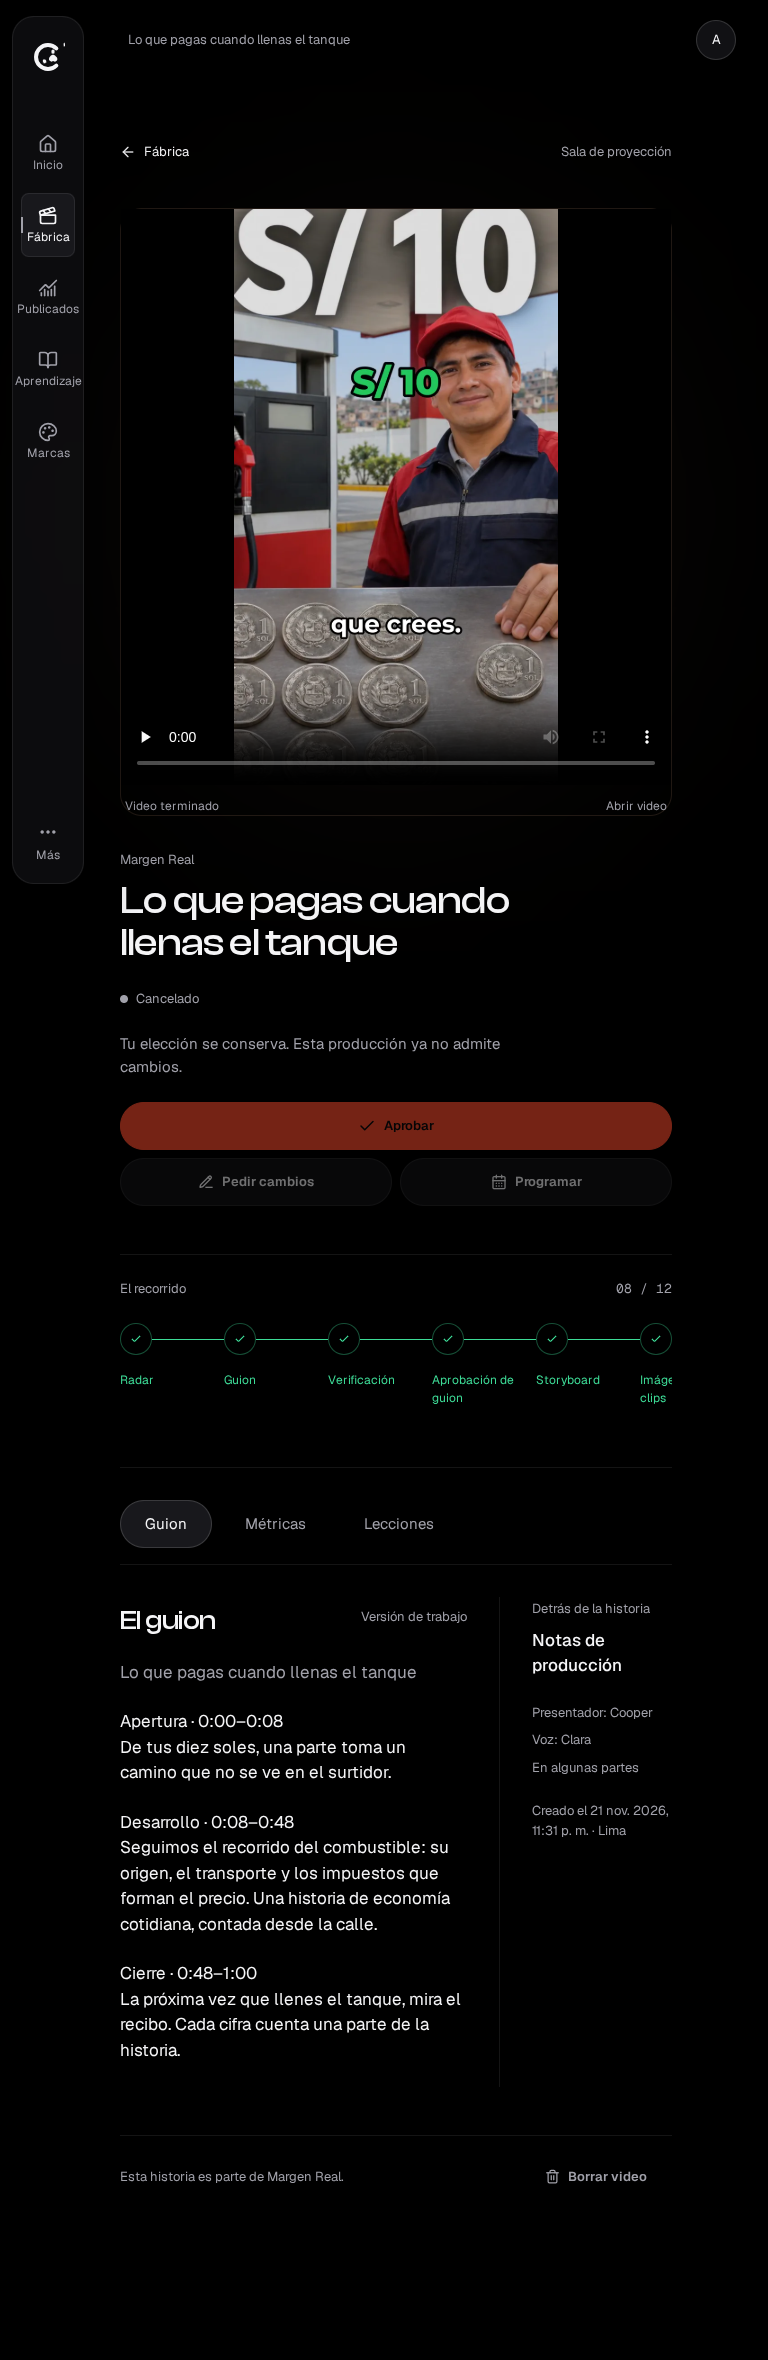 Lo que pagas cuando llenas el tanque
A
Inicio
Fábrica
Publicados
Aprendizaje
Marcas
Más
Fábrica
Sala de proyección
S/ 10
S/ 10
que crees.
1
SOL
0:00
Video terminado
Abrir video
Margen Real
Lo que pagas cuando
llenas el tanque
Cancelado
Tu elección se conserva. Esta producción ya no admite
cambios.
Aprobar
Pedir cambios
Programar
El recorrido
08 / 12
Radar
Guion
Verificación
Aprobación de
guion
Storyboard
Imáge
clips
Guion
Métricas
Lecciones
El guion
Versión de trabajo
Lo que pagas cuando llenas el tanque
Apertura · 0:00–0:08
De tus diez soles, una parte toma un
camino que no se ve en el surtidor.
Desarrollo · 0:08–0:48
Seguimos el recorrido del combustible: su
origen, el transporte y los impuestos que
forman el precio. Una historia de economía
cotidiana, contada desde la calle.
Cierre · 0:48–1:00
La próxima vez que llenes el tanque, mira el
recibo. Cada cifra cuenta una parte de la
historia.
Detrás de la historia
Notas de
producción
Presentador: Cooper
Voz: Clara
En algunas partes
Creado el 21 nov. 2026,
11:31 p. m. · Lima
Esta historia es parte de Margen Real.
Borrar video